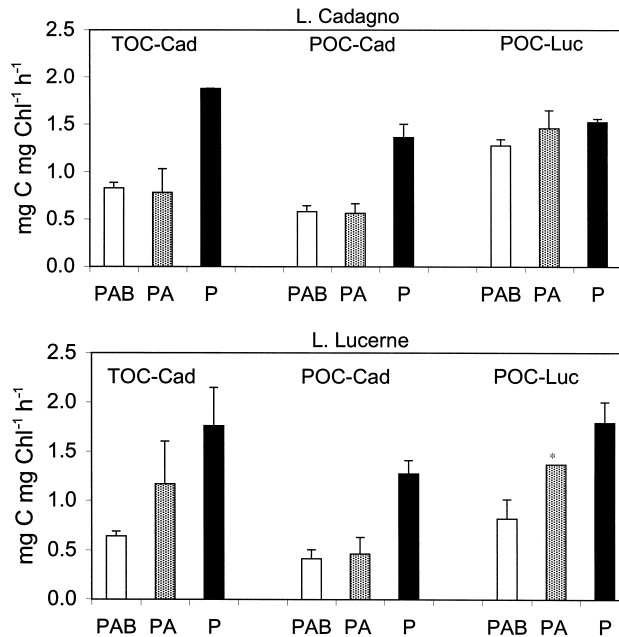 L. Cadagno
TOC-Cad POC-Cad POC-Luc
mg C mg Chl⁻¹ h⁻¹
2.5
2.0
1.5
1.0
0.5
0.0
PAB PA P PAB PA P PAB PA P
L. Lucerne
TOC-Cad POC-Cad POC-Luc
mg C mg Chl⁻¹ h⁻¹
2.5
2.0
1.5
*
1.0
0.5
0.0
PAB PA P PAB PA P PAB PA P